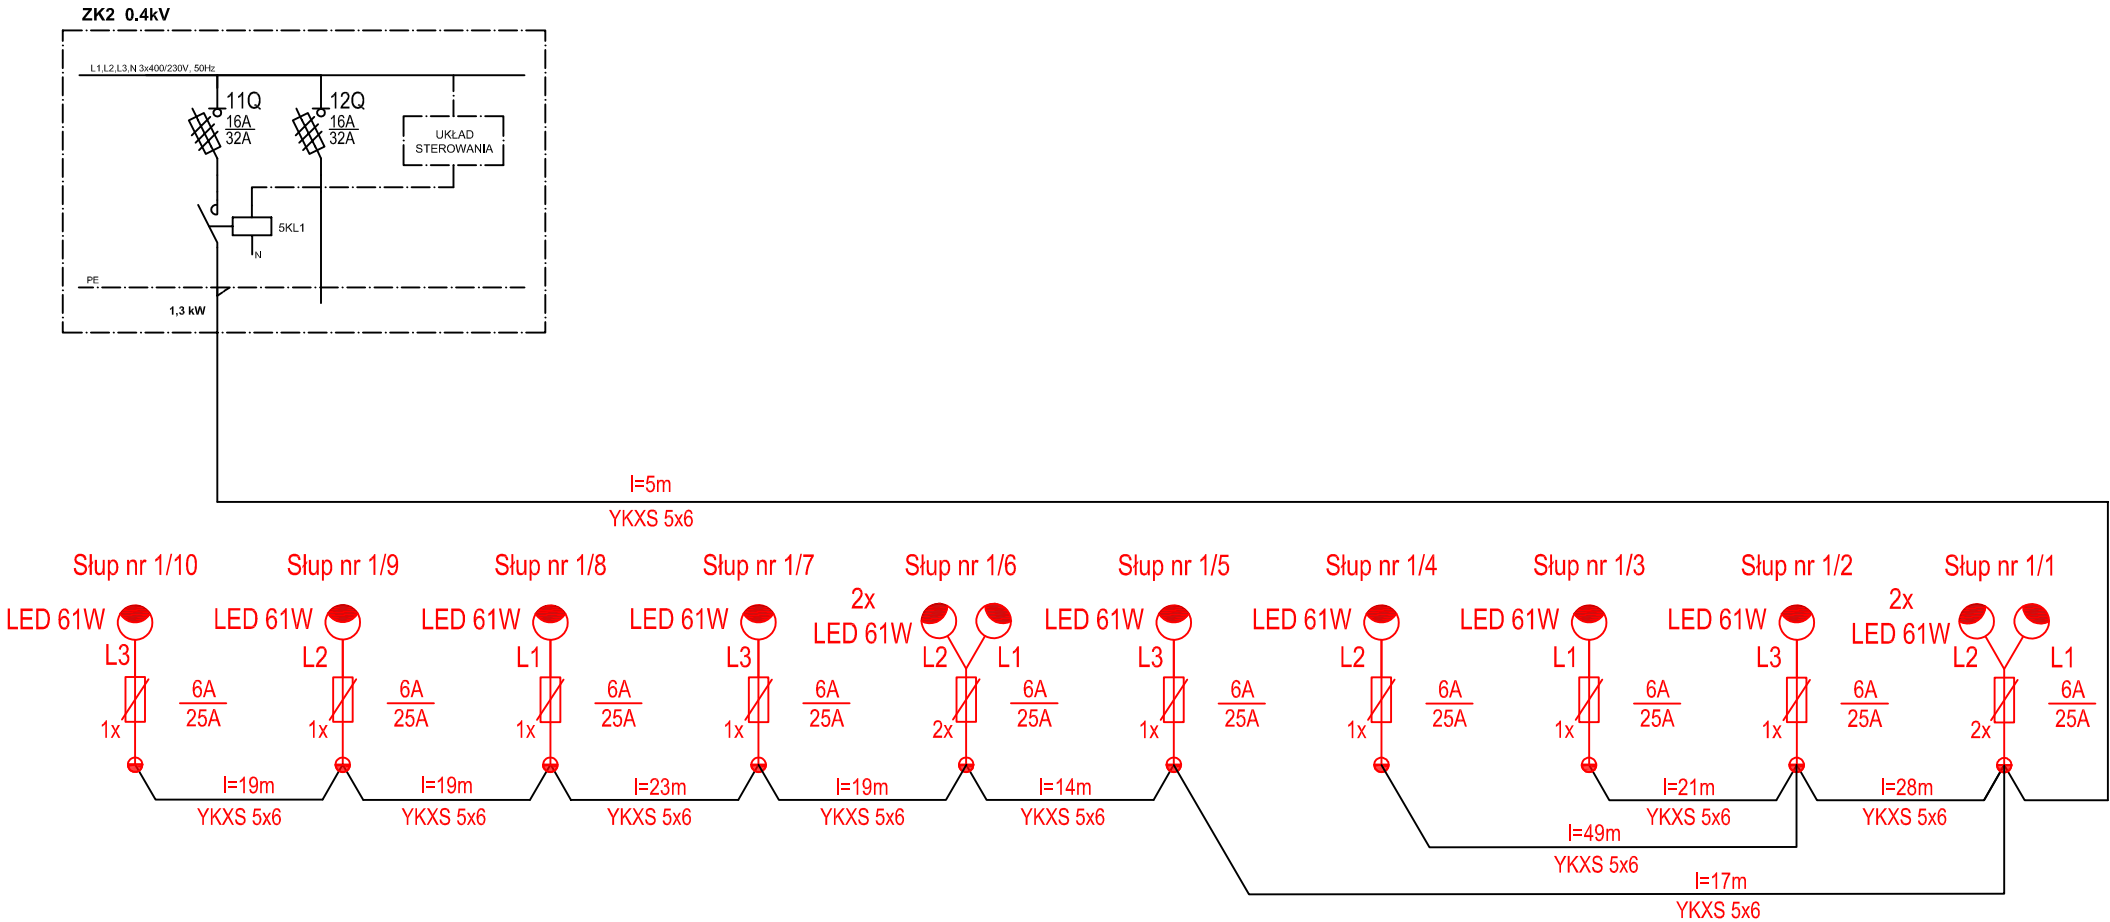 ZK2  0.4kV
L1,L2,L3,N 3x400/230V, 50Hz
11Q
16A
32A
12Q
16A
32A
UKŁAD
STEROWANIA
5KL1
N
PE
1,3 kW
l=5m
YKXS 5x6
Słup nr 1/10
Słup nr 1/9
Słup nr 1/8
Słup nr 1/7
Słup nr 1/6
Słup nr 1/5
Słup nr 1/4
Słup nr 1/3
Słup nr 1/2
Słup nr 1/1
LED 61W
L3
6A
25A
1x
LED 61W
L2
6A
25A
1x
LED 61W
L1
6A
25A
1x
LED 61W
L3
6A
25A
1x
2x
LED 61W
L2
L1
6A
25A
2x
LED 61W
L3
6A
25A
1x
LED 61W
L2
6A
25A
1x
LED 61W
L1
6A
25A
1x
LED 61W
L3
6A
25A
1x
2x
LED 61W
L2
L1
6A
25A
2x
l=19m
YKXS 5x6
l=19m
YKXS 5x6
l=23m
YKXS 5x6
l=19m
YKXS 5x6
l=14m
YKXS 5x6
l=21m
YKXS 5x6
l=28m
YKXS 5x6
l=49m
YKXS 5x6
l=17m
YKXS 5x6